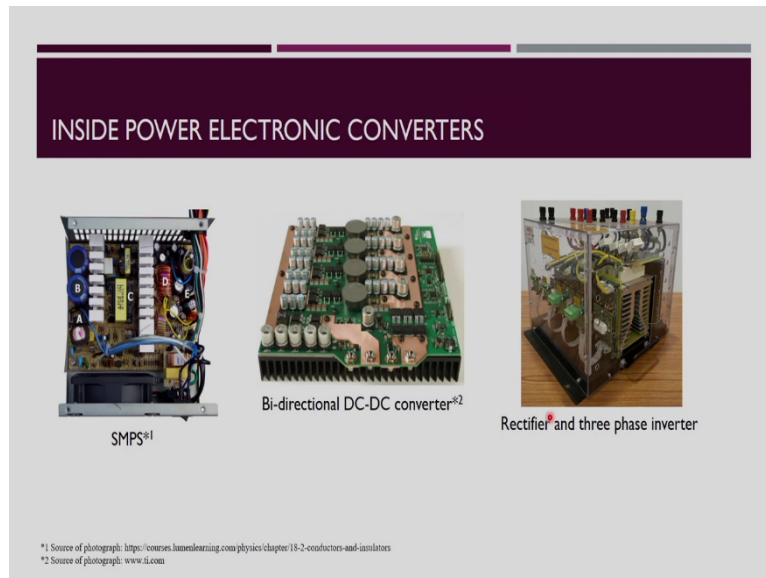 INSIDE POWER ELECTRONIC CONVERTERS
A
B
C
D
E
SMPS*1
Bi-directional DC-DC converter*2
Rectifier and three phase inverter
*1 Source of photograph: https://courses.lumenlearning.com/physics/chapter/18-2-conductors-and-insulators
*2 Source of photograph: www.ti.com